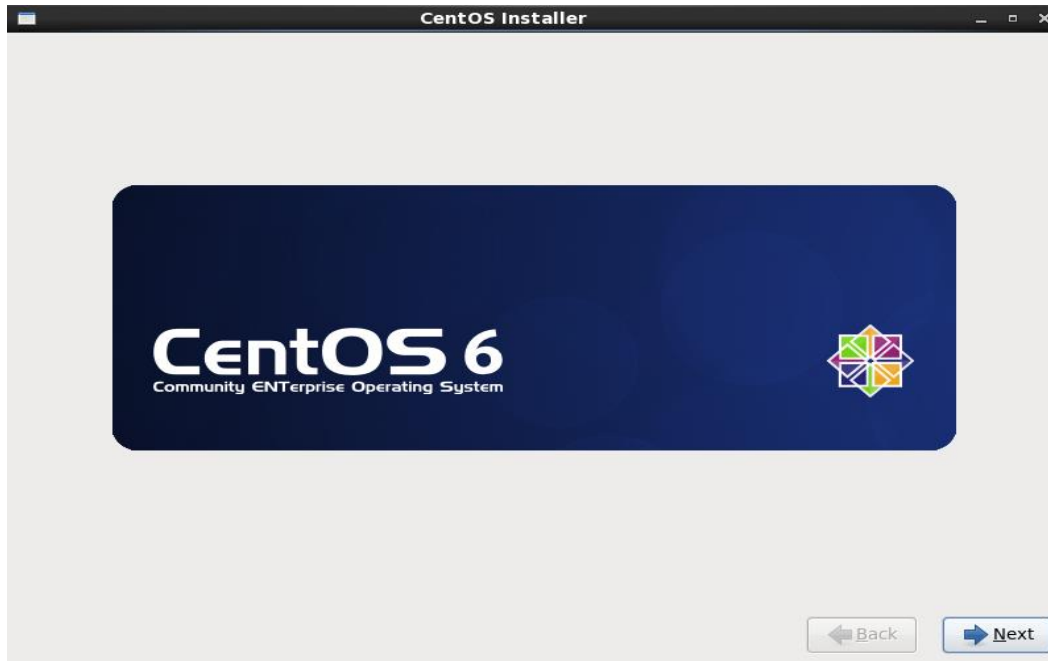 CentOS Installer
CentOS 6
Community ENTerprise Operating System
Back
Next